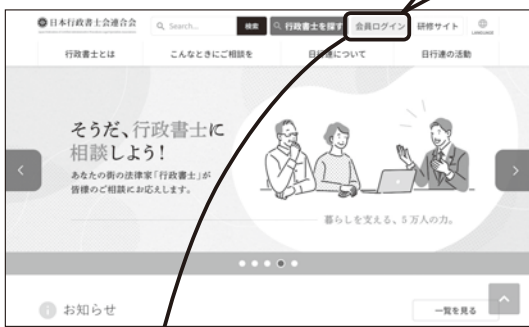 日本行政書士会連合会
Search...
検索
行政書士を探す
会員ログイン
研修サイト
LANGUAGE
行政書士とは
こんなときにご相談を
日行連について
日行連の活動
そうだ、行政書士に
相談しよう!
あなたの街の法律家「行政書士」が
皆様のご相談にお応えします。
暮らしを支える、5万人の力。
お知らせ
一覧を見る